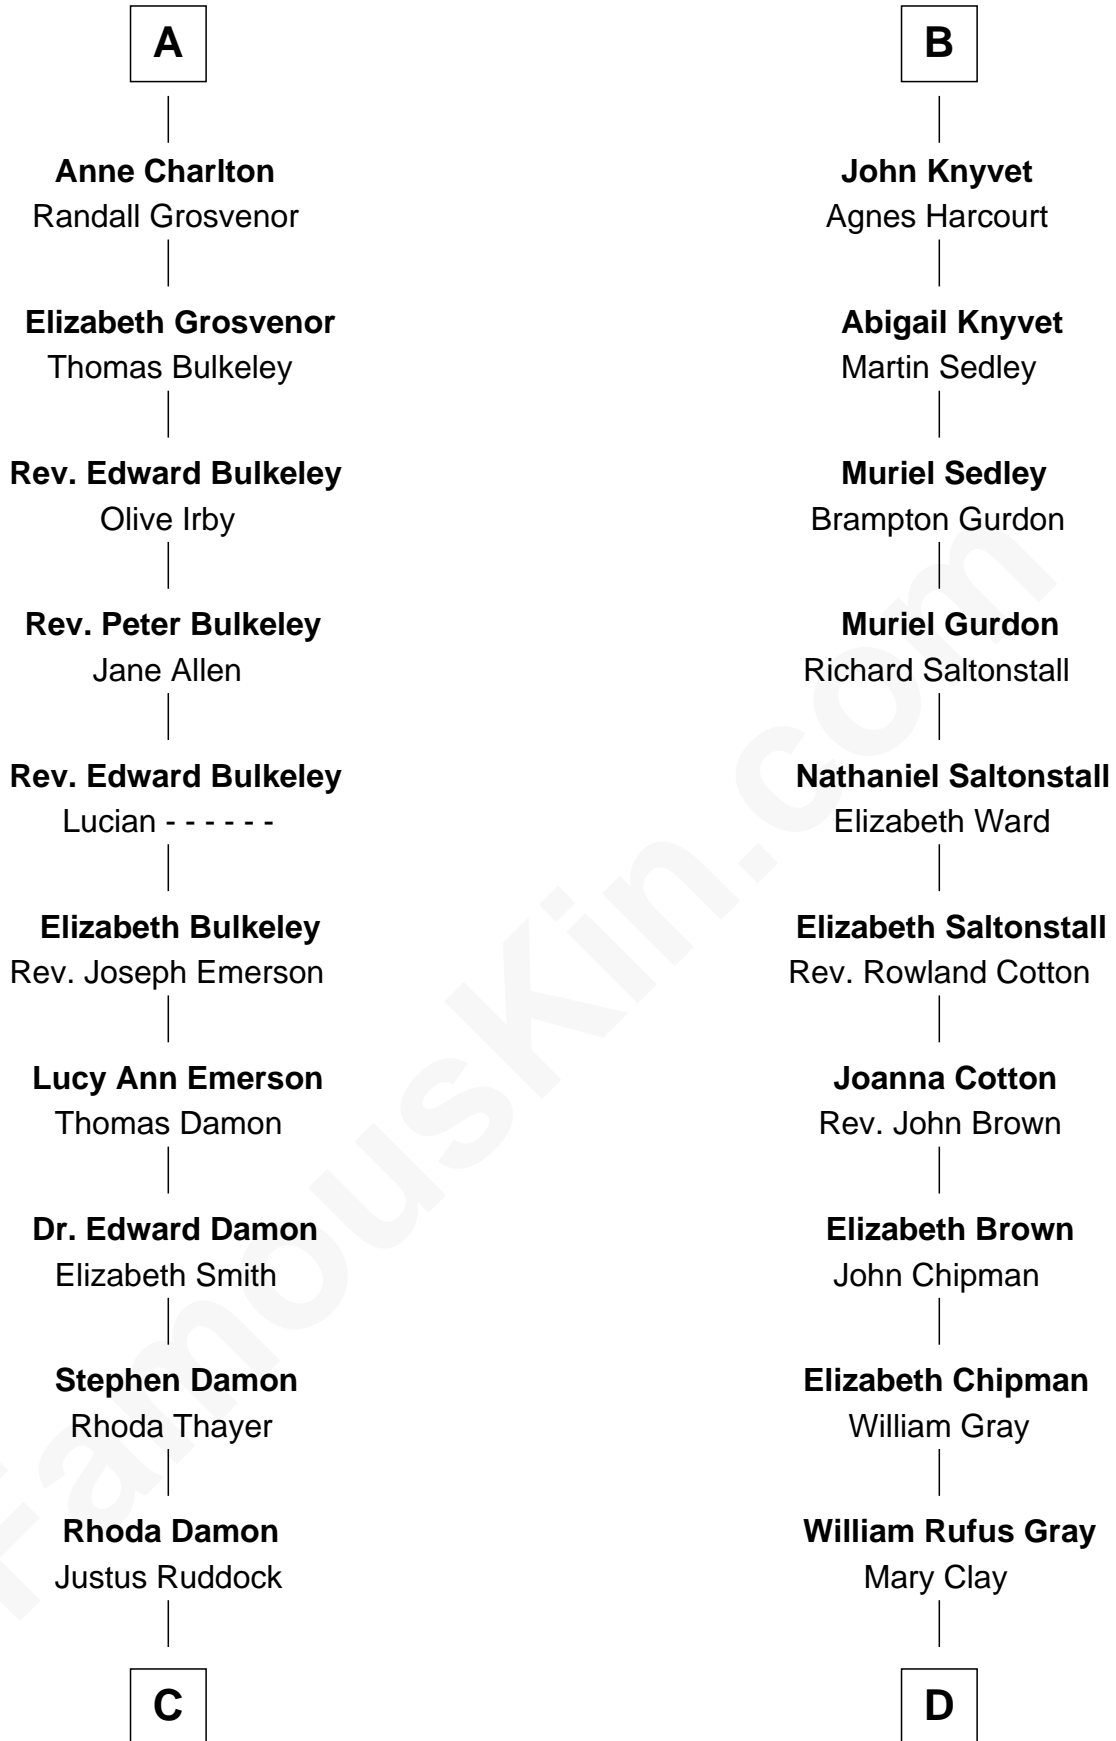 A
Anne Charlton
Randall Grosvenor
Elizabeth Grosvenor
Thomas Bulkeley
Rev. Edward Bulkeley
Olive Irby
Rev. Peter Bulkeley
Jane Allen
Rev. Edward Bulkeley
Lucian - - - - - -
Elizabeth Bulkeley
Rev. Joseph Emerson
Lucy Ann Emerson
Thomas Damon
Dr. Edward Damon
Elizabeth Smith
Stephen Damon
Rhoda Thayer
Rhoda Damon
Justus Ruddock
C
B
John Knyvet
Agnes Harcourt
Abigail Knyvet
Martin Sedley
Muriel Sedley
Brampton Gurdon
Muriel Gurdon
Richard Saltonstall
Nathaniel Saltonstall
Elizabeth Ward
Elizabeth Saltonstall
Rev. Rowland Cotton
Joanna Cotton
Rev. John Brown
Elizabeth Brown
John Chipman
Elizabeth Chipman
William Gray
William Rufus Gray
Mary Clay
D
FamousKin.com